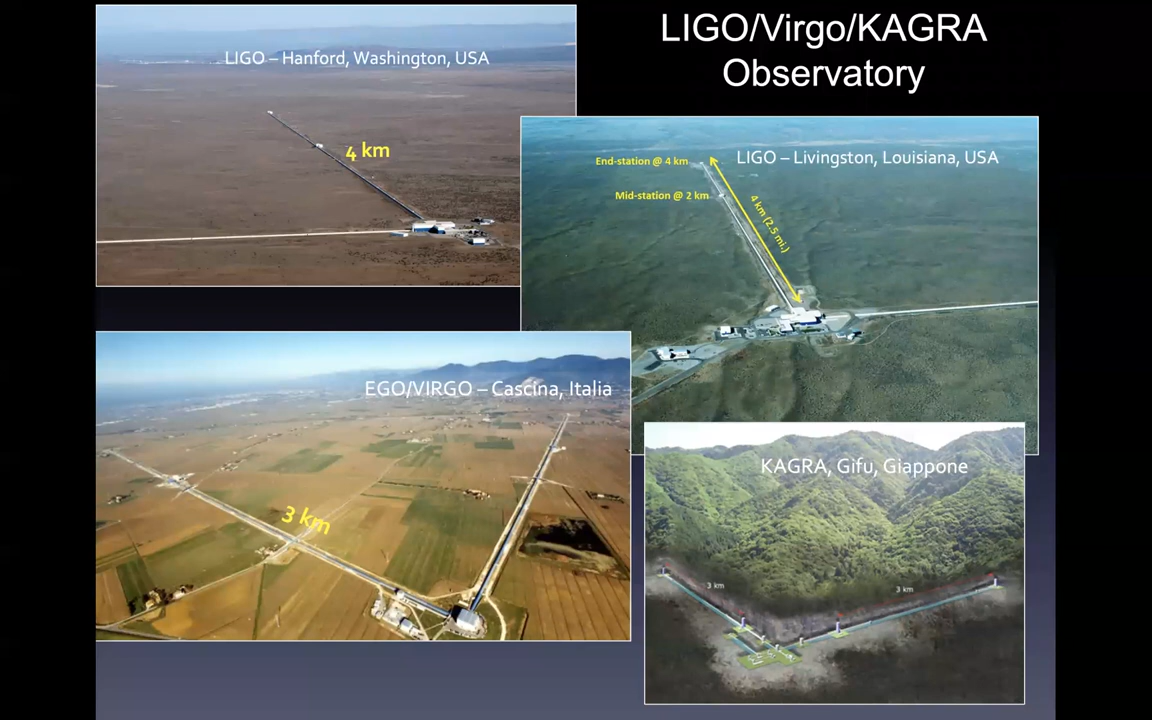 LIGO/Virgo/KAGRA
Observatory
LIGO – Hanford, Washington, USA
4 km
LIGO – Livingston, Louisiana, USA
End-station @ 4 km
Mid-station @ 2 km
4 km (2.5 mi.)
EGO/VIRGO – Cascina, Italia
3 km
KAGRA, Gifu, Giappone
3 km
3 km